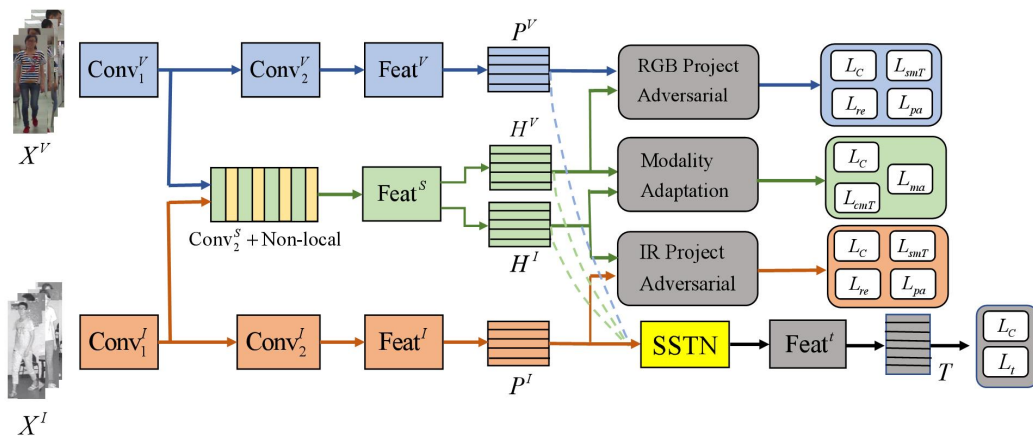 X^V
Conv_1^V
Conv_2^V
Feat^V
P^V
RGB Project
Adversarial
L_C
L_smT
L_re
L_pa
Conv_2^S + Non-local
Feat^S
H^V
H^I
Modality
Adaptation
L_C
L_cmT
L_ma
IR Project
Adversarial
L_C
L_smT
L_re
L_pa
X^I
Conv_1^I
Conv_2^I
Feat^I
P^I
SSTN
Feat^t
T
L_C
L_t